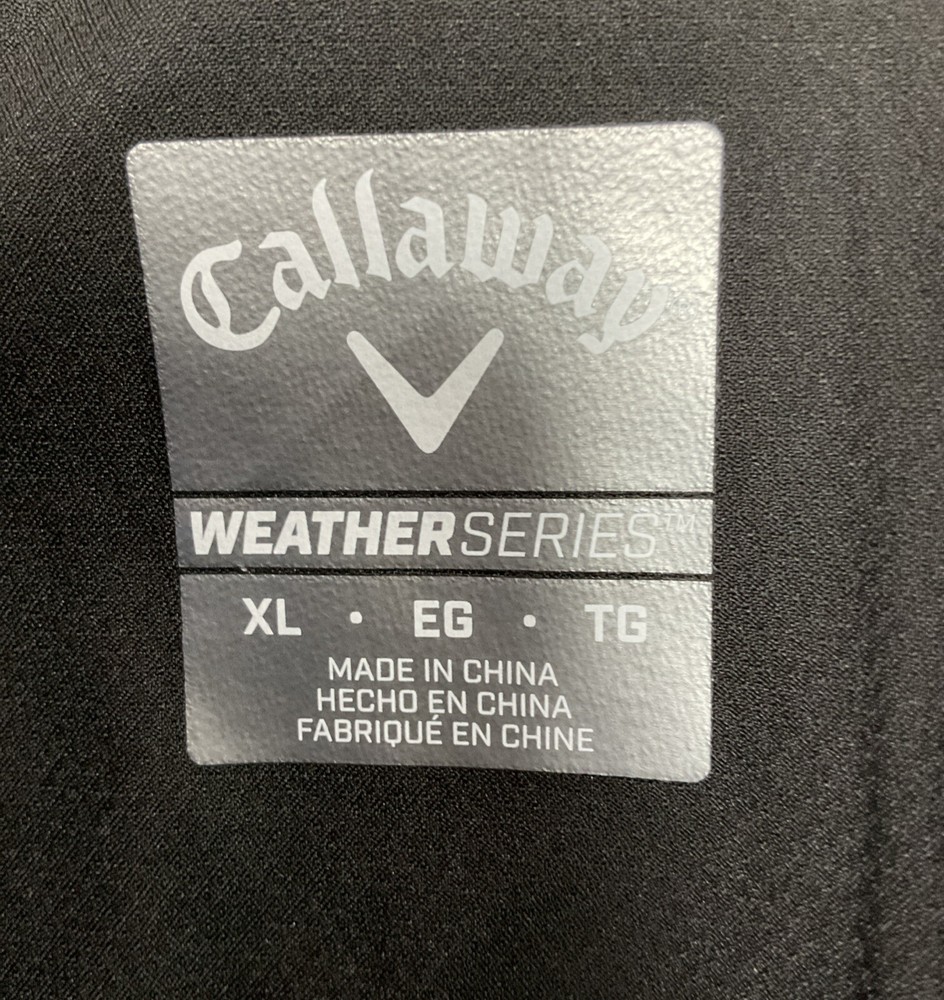 Callaway
WEATHERSERIES™
XL • EG • TG
MADE IN CHINA
HECHO EN CHINA
FABRIQUÉ EN CHINE